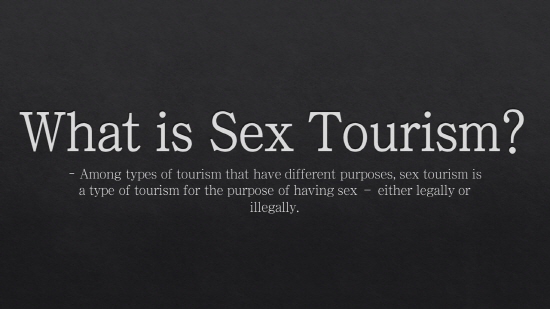 What is Sex Tourism?
- Among types of tourism that have different purposes, sex tourism is
a type of tourism for the purpose of having sex – either legally or
illegally.